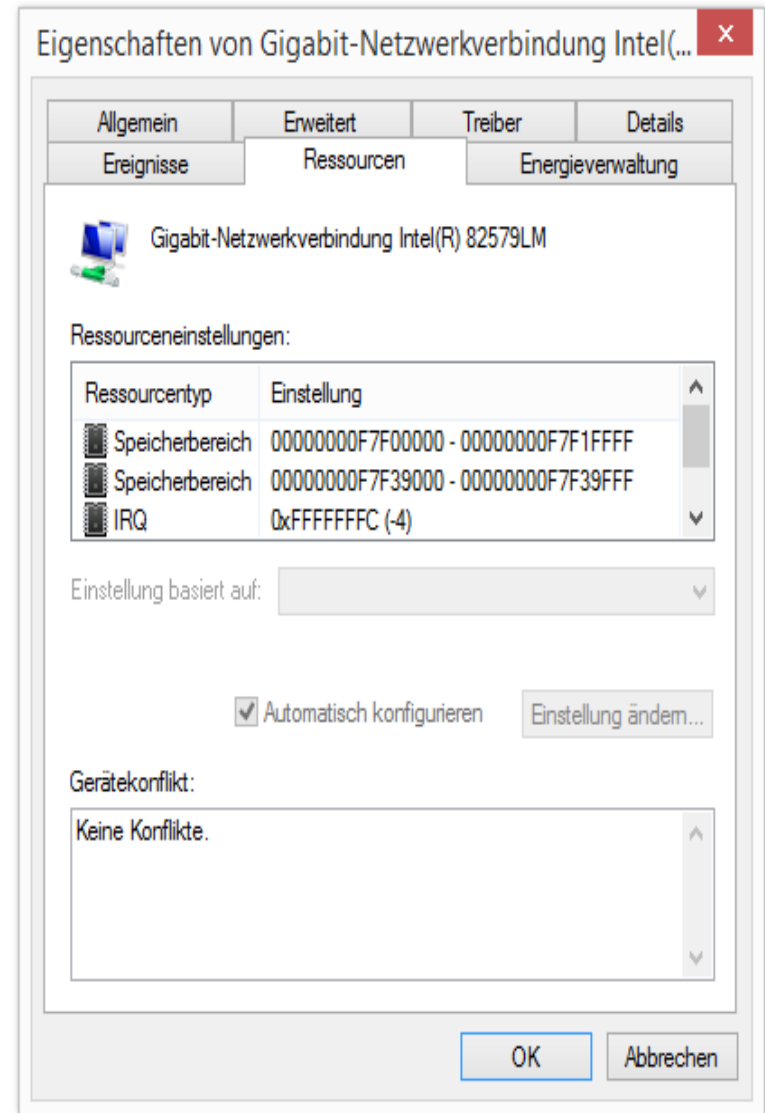 Eigenschaften von Gigabit-Netzwerkverbindung Intel(...
x
Allgemein Erweitert Treiber Details
Ereignisse Ressourcen Energieverwaltung
Gigabit-Netzwerkverbindung Intel(R) 82579LM
Ressourceneinstellungen:
Ressourcentyp Einstellung
Speicherbereich 00000000F7F00000 - 00000000F7F1FFFF
Speicherbereich 00000000F7F39000 - 00000000F7F39FFF
IRQ 0xFFFFFFFC (-4)
Einstellung basiert auf:
Automatisch konfigurieren Einstellung ändern...
Gerätekonflikt:
Keine Konflikte.
OK Abbrechen